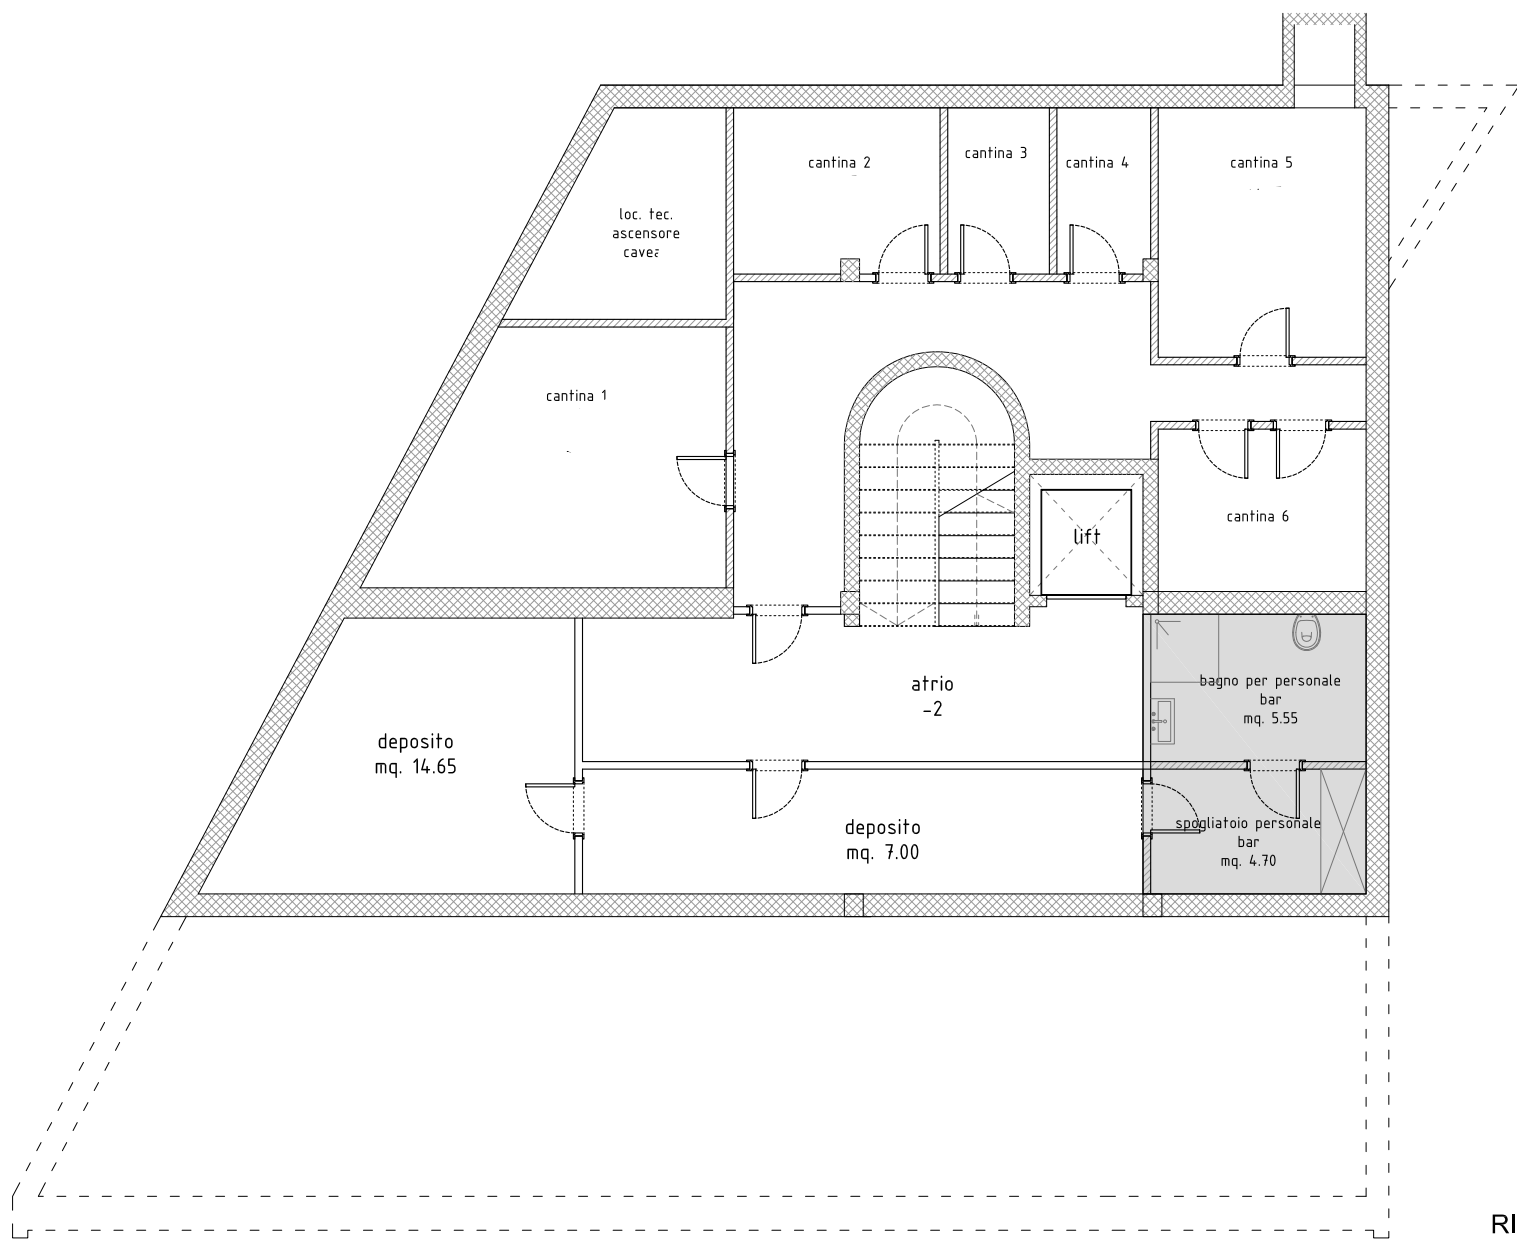 cantina 2
cantina 3
cantina 4
cantina 5
loc. tec.
ascensore
cavea
cantina 1
cantina 6
lift
atrio
-2
bagno per personale
bar
mq. 5.55
deposito
mq. 14.65
deposito
mq. 7.00
spogliatoio personale
bar
mq. 4.70
RI